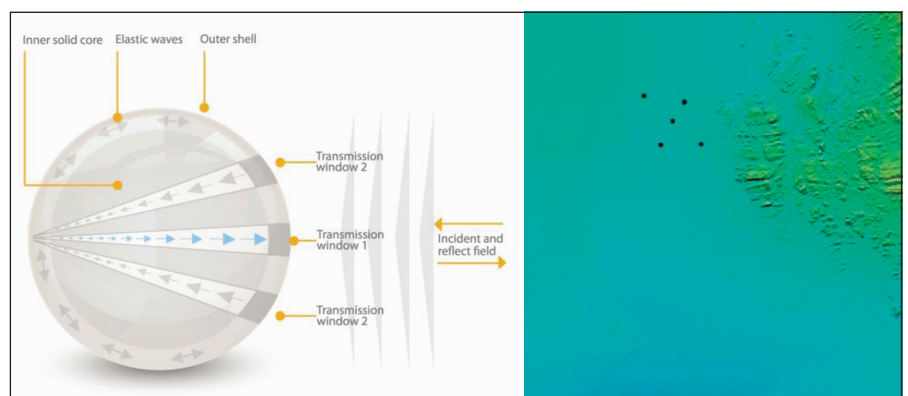 Inner solid core
Elastic waves
Outer shell
Transmission
window 2
Transmission
window 1
Incident and
reflect field
Transmission
window 2